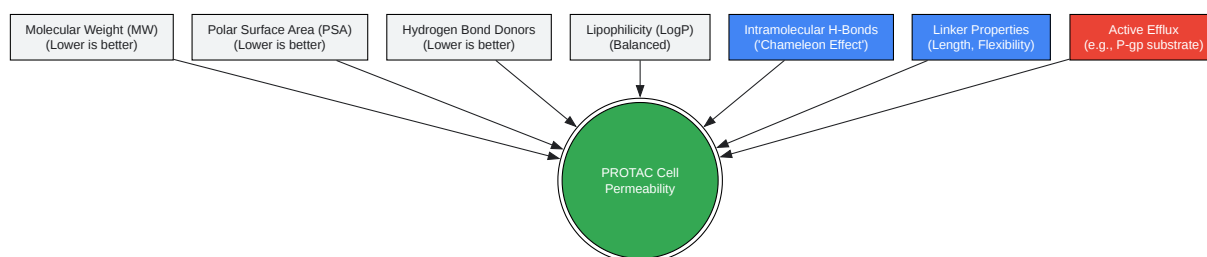 Molecular Weight (MW)
(Lower is better)
Polar Surface Area (PSA)
(Lower is better)
Hydrogen Bond Donors
(Lower is better)
Lipophilicity (LogP)
(Balanced)
Intramolecular H-Bonds
('Chameleon Effect')
Linker Properties
(Length, Flexibility)
Active Efflux
(e.g., P-gp substrate)
PROTAC Cell
Permeability